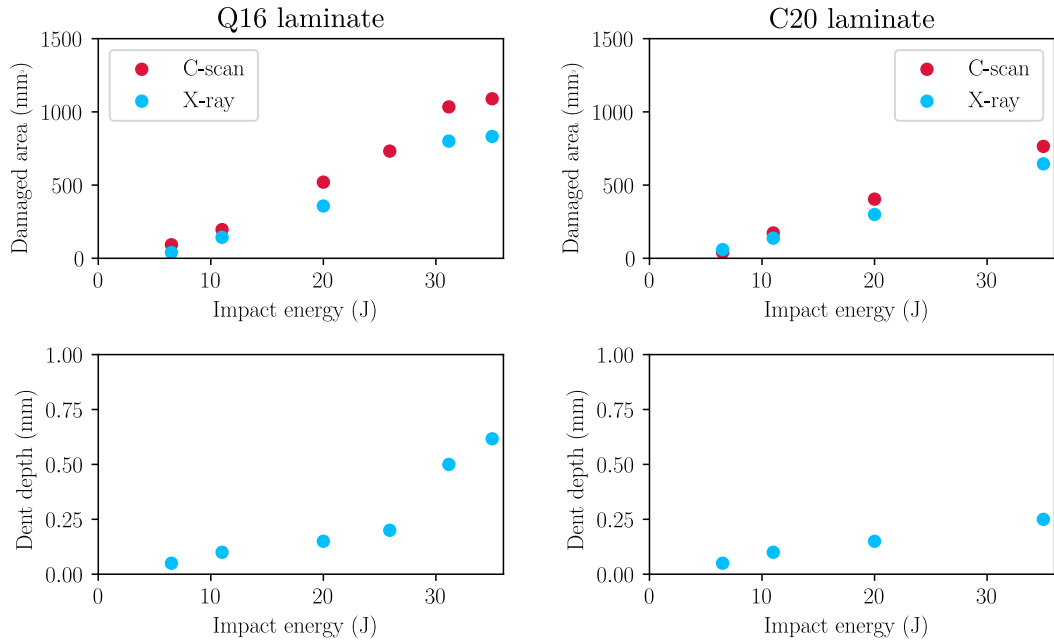 Q16 laminate
C20 laminate
1500
1000
500
0
Damaged area (mm²)
C-scan
X-ray
0
10
20
30
Impact energy (J)
1500
1000
500
0
Damaged area (mm²)
C-scan
X-ray
0
10
20
30
Impact energy (J)
1.00
0.75
0.50
0.25
0.00
Dent depth (mm)
0
10
20
30
Impact energy (J)
1.00
0.75
0.50
0.25
0.00
Dent depth (mm)
0
10
20
30
Impact energy (J)